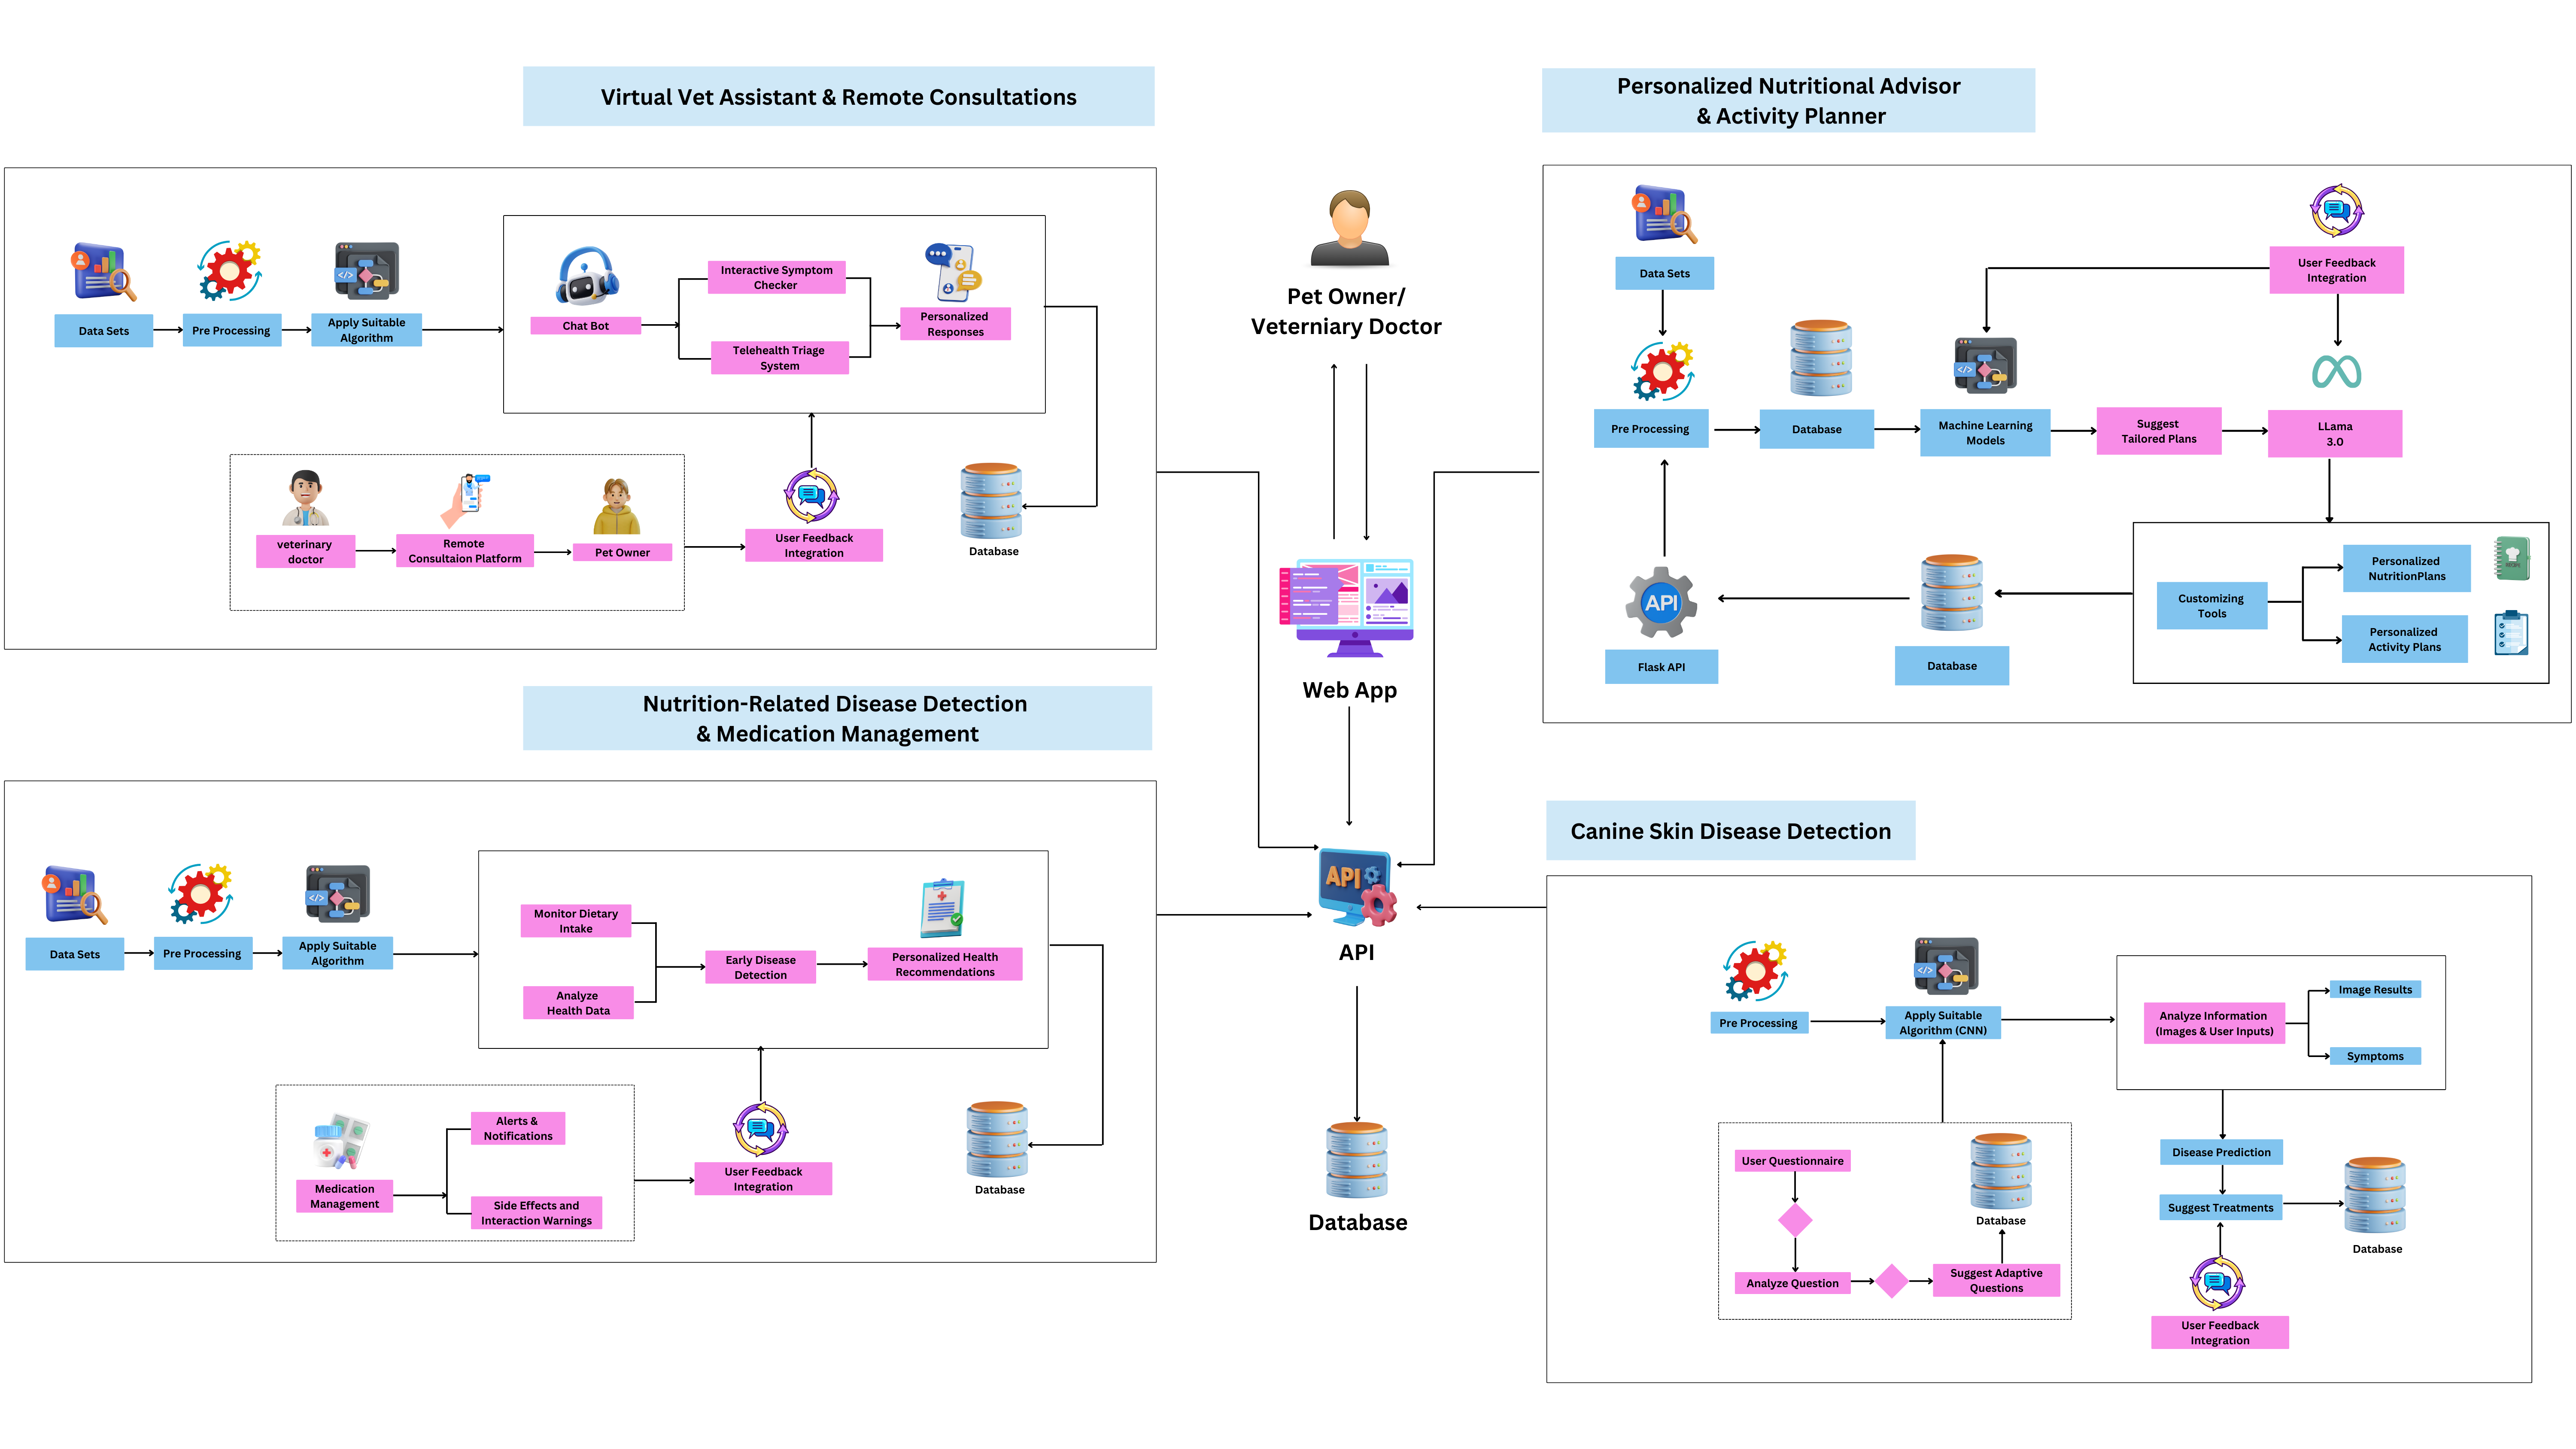 Virtual Vet Assistant & Remote Consultations
Data Sets
Pre Processing
Apply Suitable
Algorithm
Chat Bot
Interactive Symptom
Checker
Telehealth Triage
System
Personalized
Responses
veterinary
doctor
Remote
Consultaion Platform
Pet Owner
User Feedback
Integration
Database
Nutrition-Related Disease Detection
& Medication Management
Data Sets
Pre Processing
Apply Suitable
Algorithm
Monitor Dietary
Intake
Analyze
Health Data
Early Disease
Detection
Personalized Health
Recommendations
Medication
Management
Alerts &
Notifications
Side Effects and
Interaction Warnings
User Feedback
Integration
Database
Pet Owner/
Veterniary Doctor
Web App
API
API
Database
Personalized Nutritional Advisor
& Activity Planner
Data Sets
Pre Processing
Database
Machine Learning
Models
Suggest
Tailored Plans
User Feedback
Integration
LLama
3.0
Customizing
Tools
Personalized
NutritionPlans
RECIPE
Personalized
Activity Plans
Database
API
Flask API
Canine Skin Disease Detection
Pre Processing
Apply Suitable
Algorithm (CNN)
Analyze Information
(Images & User Inputs)
Image Results
Symptoms
User Questionnaire
Analyze Question
Suggest Adaptive
Questions
Database
Disease Prediction
Suggest Treatments
Database
User Feedback
Integration